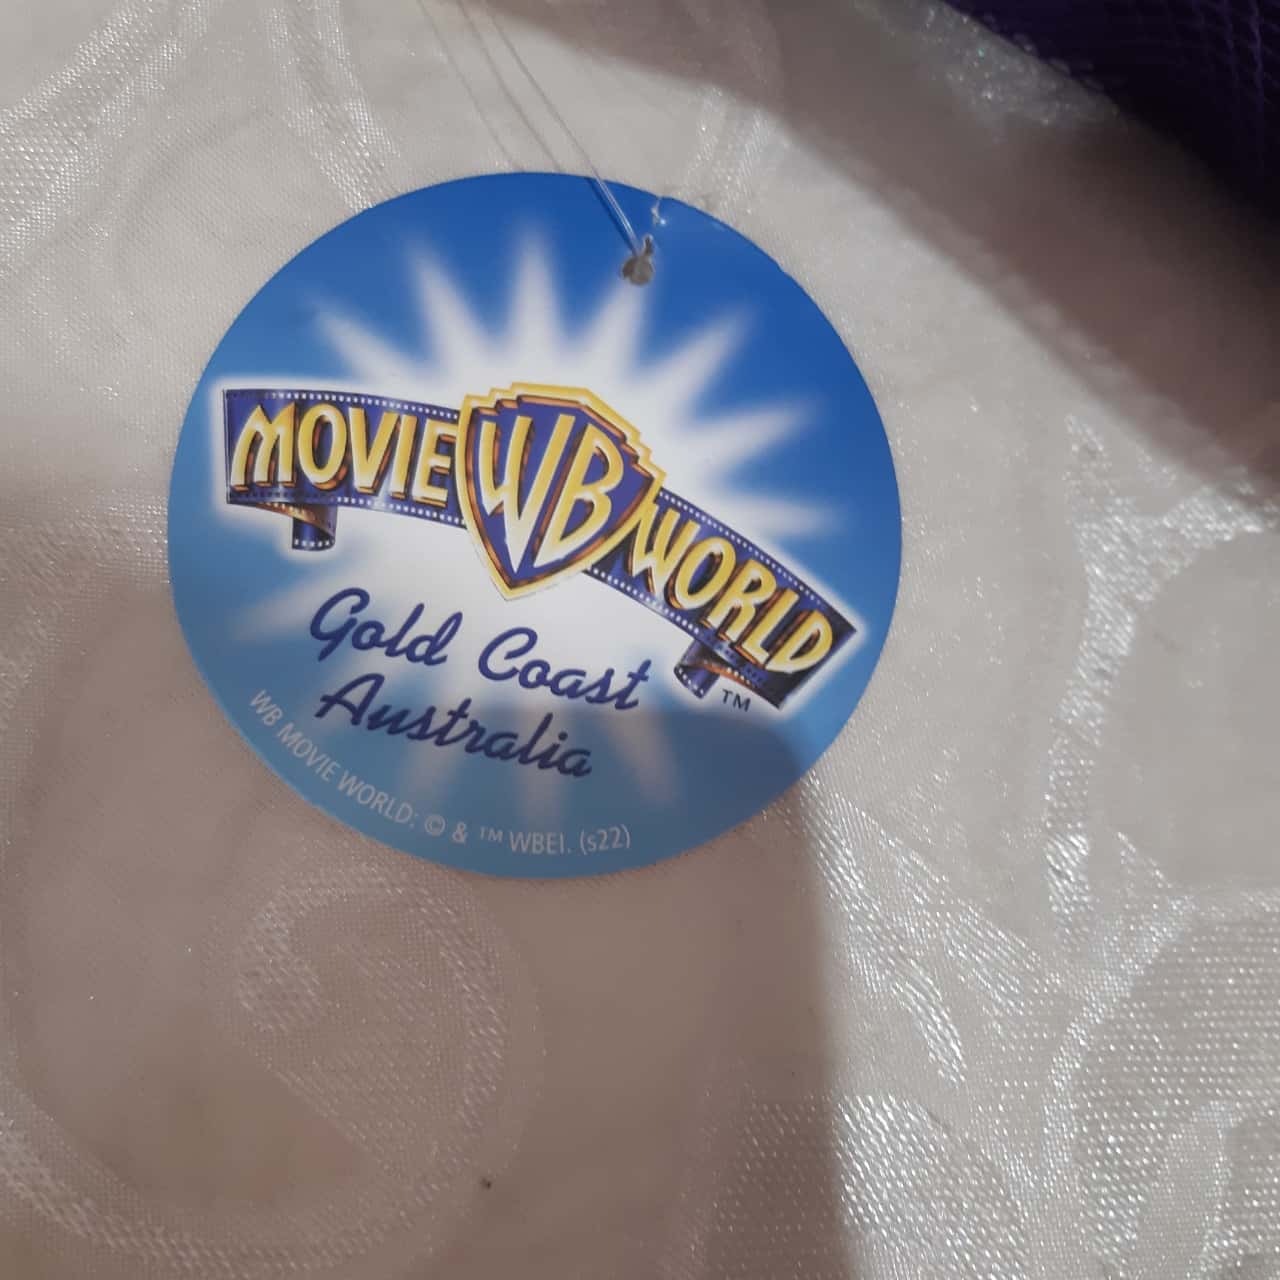 MOVIE WB WORLD
TM
Gold Coast
Australia
WB MOVIE WORLD: © & ™ WBEI. (s22)